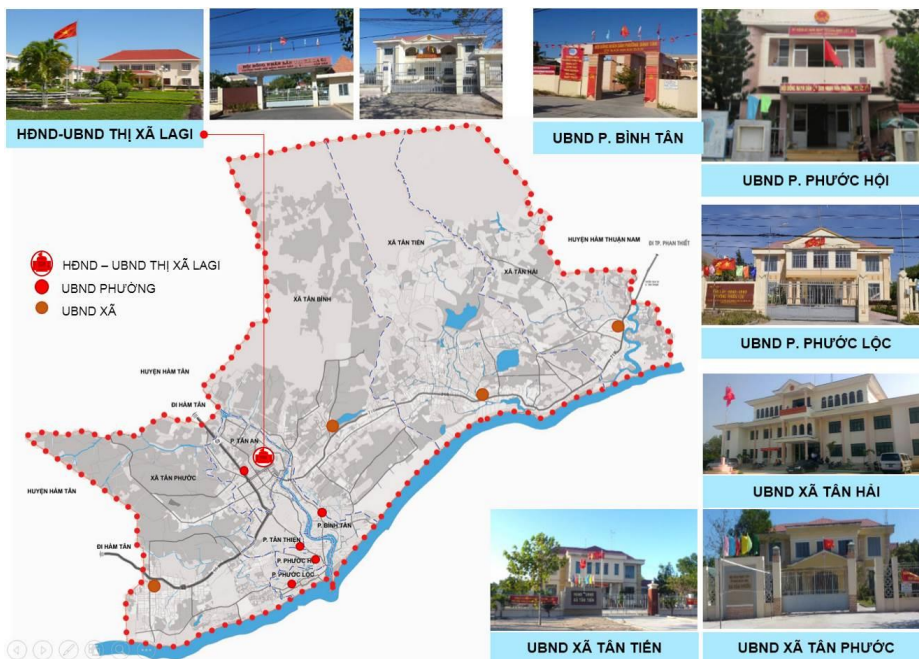 HĐND-UBND THỊ XÃ LAGI
UBND P. BÌNH TÂN
UBND P. PHƯỚC HỘI
UBND P. PHƯỚC LỘC
UBND XÃ TÂN HẢI
UBND XÃ TÂN TIẾN
UBND XÃ TÂN PHƯỚC
HĐND – UBND THỊ XÃ LAGI
UBND PHƯỜNG
UBND XÃ
XÃ TÂN TIẾN
HUYỆN HÀM THUẬN NAM
ĐI TP. PHAN THIẾT
XÃ TÂN HẢI
XÃ TÂN BÌNH
HUYỆN HÀM TÂN
ĐI HÀM TÂN
P. TÂN AN
XÃ TÂN PHƯỚC
HUYỆN HÀM TÂN
P. BÌNH TÂN
P. TÂN THIỆN
ĐI HÀM TÂN
P. PHƯỚC H
P. PHƯỚC LỘC